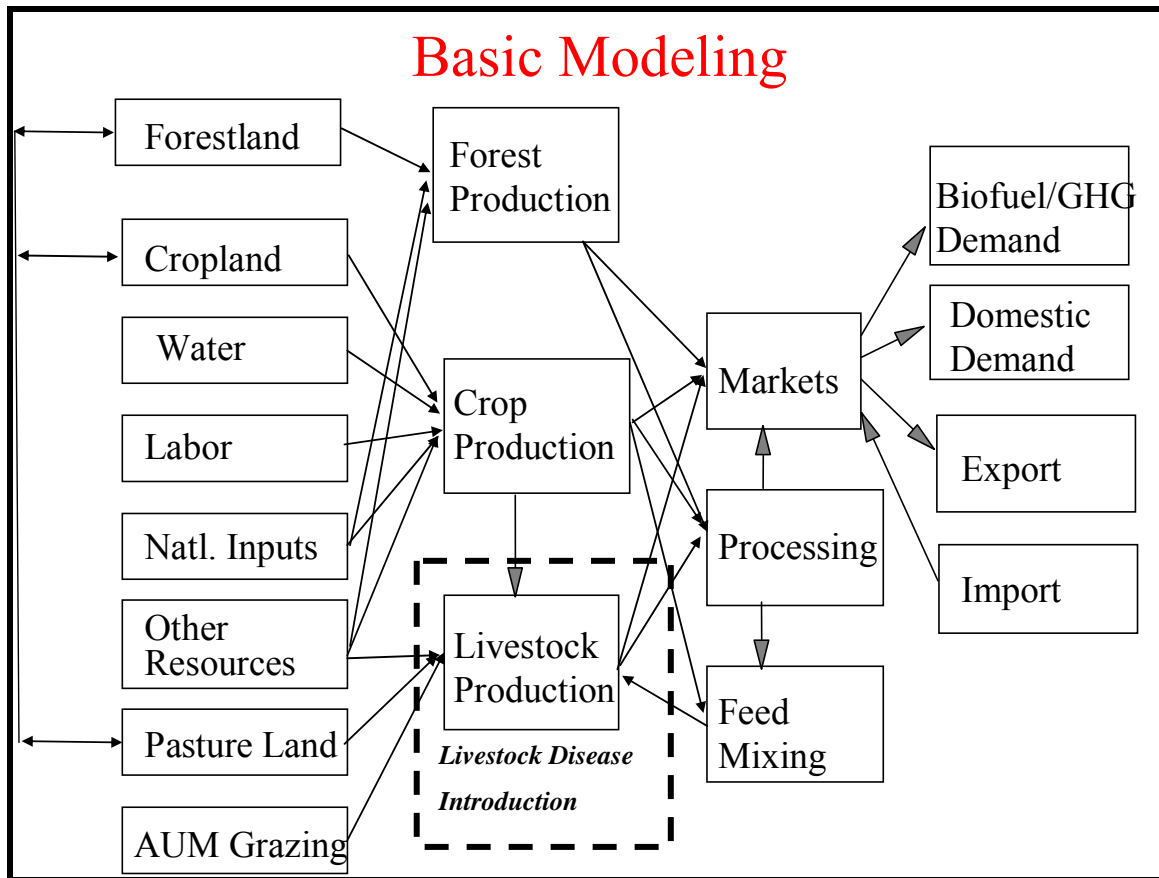 Basic Modeling
Forestland
Cropland
Water
Labor
Natl. Inputs
Other
Resources
Pasture Land
AUM Grazing
Forest
Production
Crop
Production
Livestock
Production
Livestock Disease
Introduction
Markets
Processing
Feed
Mixing
Biofuel/GHG
Demand
Domestic
Demand
Export
Import